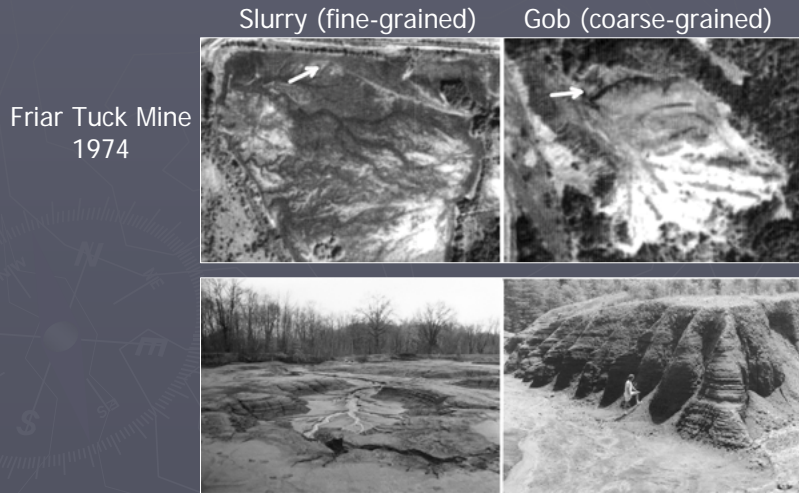 Slurry (fine-grained)
Gob (coarse-grained)
Friar Tuck Mine
1974
N
E
S